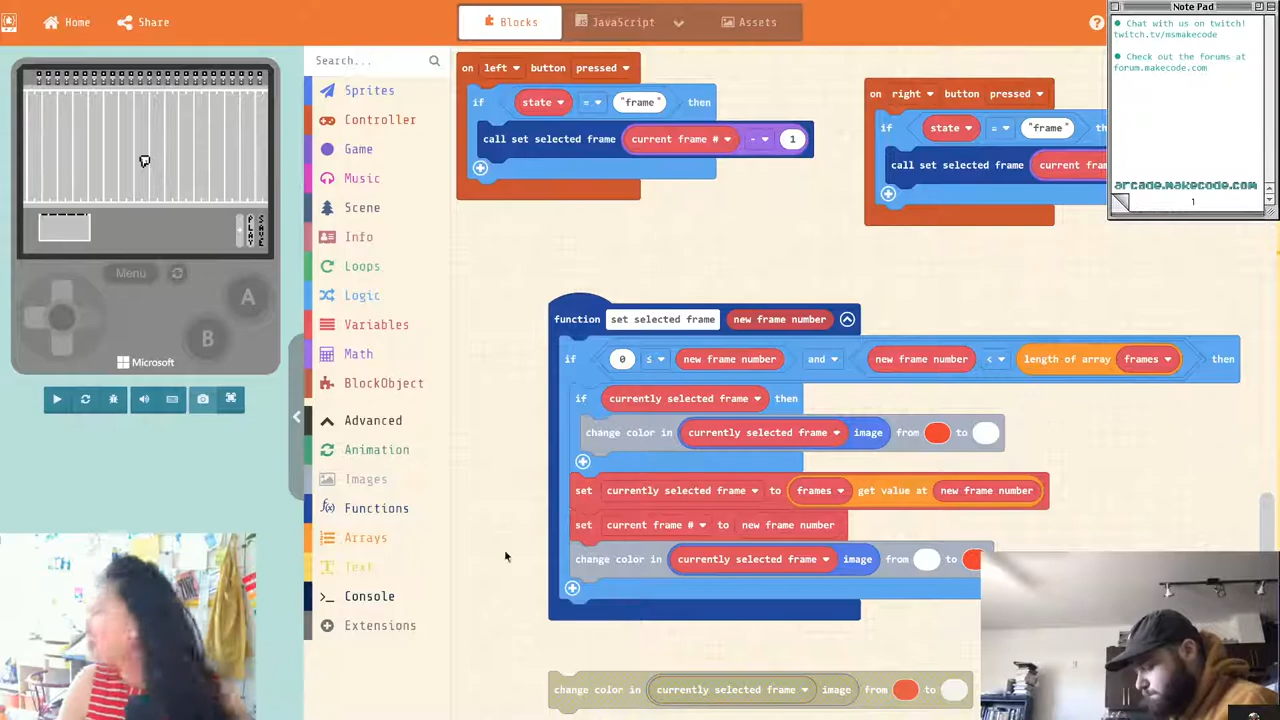 Home
Share
Blocks
JavaScript
Assets
?
Note Pad
Chat with us on twitch!
twitch.tv/msmakecode
Check out the forums at
forum.makecode.com
arcade.makecode.com
1
PLAY
SAVE
Menu
A
B
Microsoft
Search...
Sprites
Controller
Game
Music
Scene
Info
Loops
Logic
Variables
Math
BlockObject
Advanced
Animation
Images
Functions
Arrays
Text
Console
Extensions
on left button pressed
if state = "frame" then
call set selected frame current frame # - 1
on right button pressed
if state = "frame"
call set selected frame
function set selected frame new frame number
if 0 ≤ new frame number and new frame number < length of array frames then
if currently selected frame then
change color in currently selected frame image from to
set currently selected frame to frames get value at new frame number
set current frame # to new frame number
change color in currently selected frame image from to
change color in currently selected frame image from to